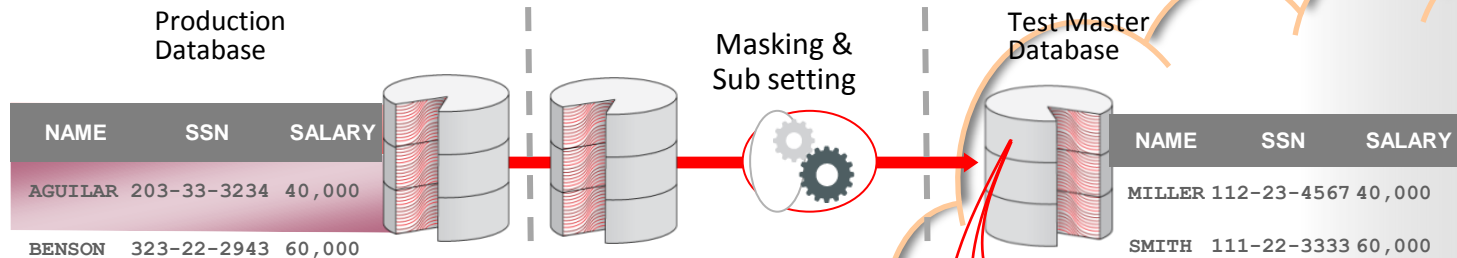 Production
Database
Masking &
Sub setting
Test Master
Database
NAME SSN SALARY
AGUILAR 203-33-3234 40,000
BENSON 323-22-2943 60,000
NAME SSN SALARY
MILLER 112-23-4567 40,000
SMITH 111-22-3333 60,000